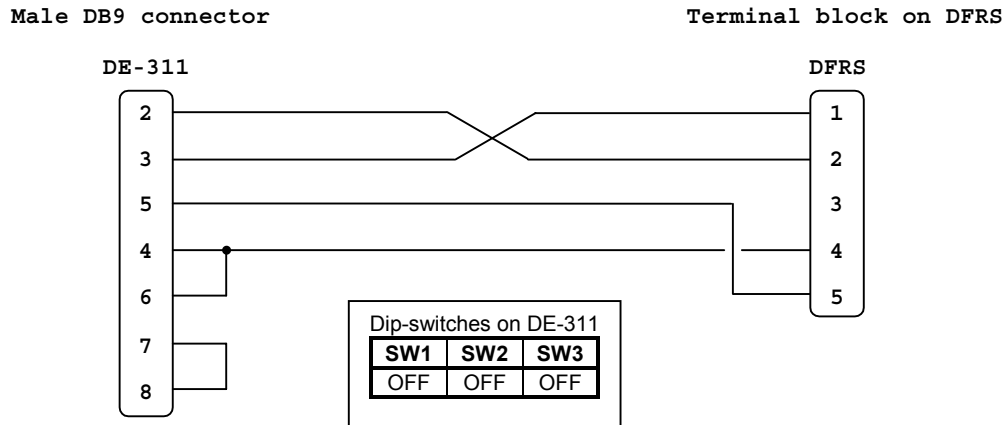 Male DB9 connector
Terminal block on DFRS
DE-311
DFRS
2
1
3
2
5
3
4
4
6
5
7
8
Dip-switches on DE-311
SW1 SW2 SW3
OFF OFF OFF